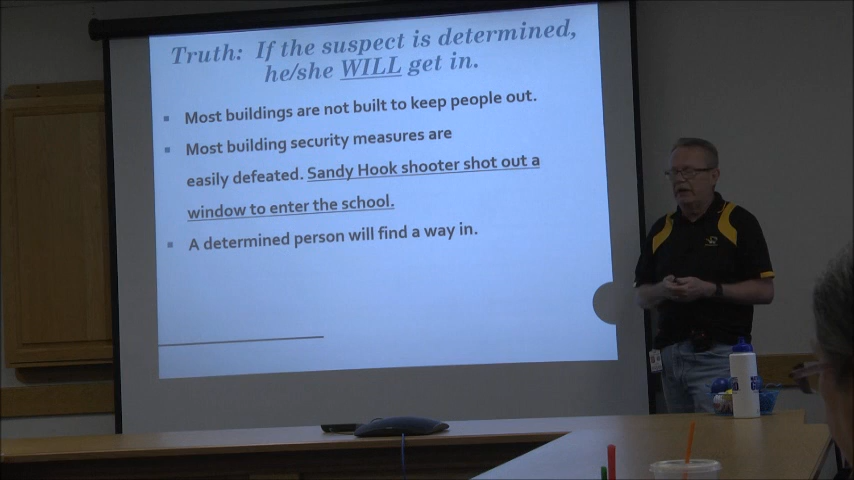 Truth: If the suspect is determined,
he/she WILL get in.
Most buildings are not built to keep people out.
Most building security measures are
easily defeated. Sandy Hook shooter shot out a
window to enter the school.
A determined person will find a way in.